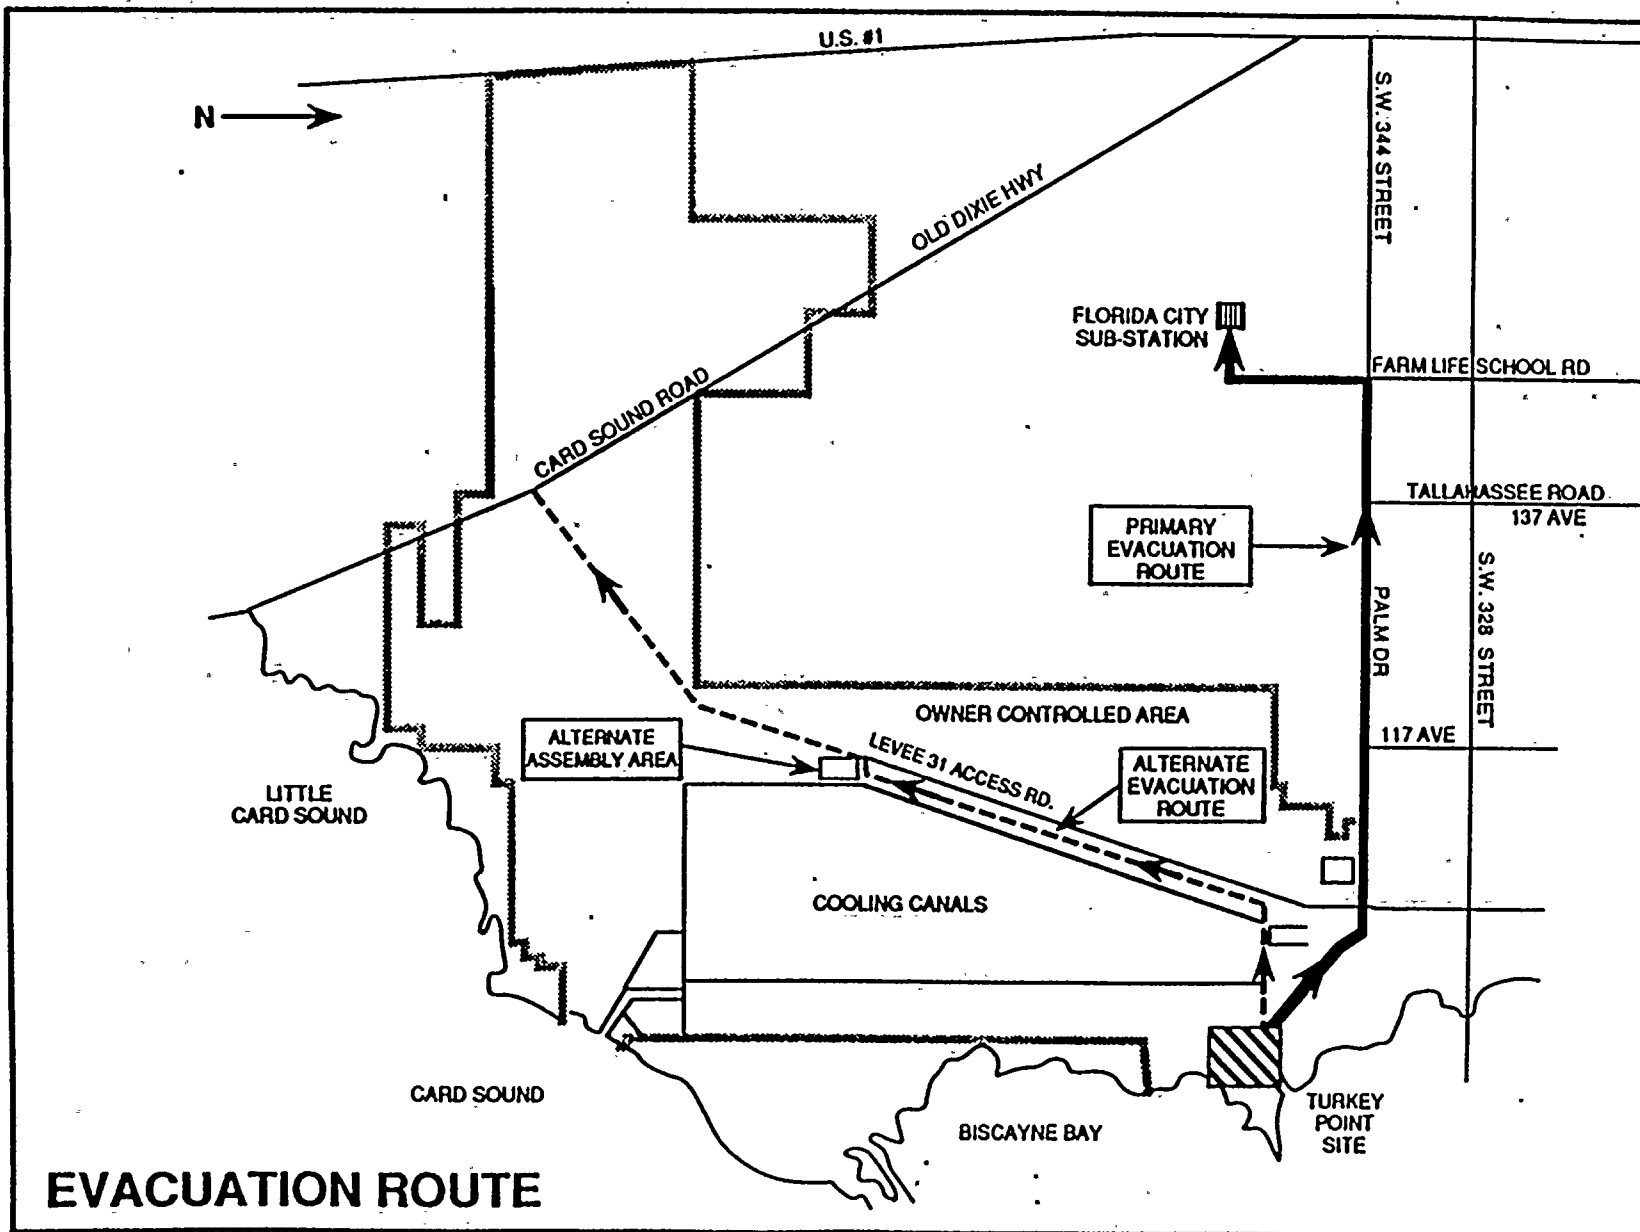 U.S. #1
N
S.W. 344 STREET
OLD DIXIE HWY
FLORIDA CITY
SUB-STATION
FARM LIFE SCHOOL RD
CARD SOUND ROAD
TALLAHASSEE ROAD
137 AVE
PRIMARY
EVACUATION
ROUTE
S.W. 328 STREET
PALM DR
OWNER CONTROLLED AREA
ALTERNATE
ASSEMBLY AREA
LEVEE 31 ACCESS RD.
117 AVE
ALTERNATE
EVACUATION
ROUTE
LITTLE
CARD SOUND
COOLING CANALS
CARD SOUND
BISCAYNE BAY
TURKEY
POINT
SITE
EVACUATION ROUTE